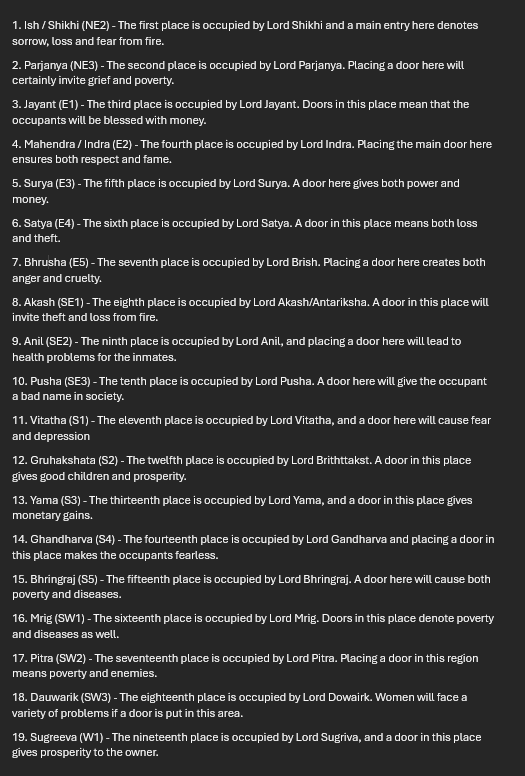 1. Ish / Shikhi (NE2) - The first place is occupied by Lord Shikhi and a main entry here denotes
sorrow, loss and fear from fire.
2. Parjanya (NE3) - The second place is occupied by Lord Parjanya. Placing a door here will
certainly invite grief and poverty.
3. Jayant (E1) - The third place is occupied by Lord Jayant. Doors in this place mean that the
occupants will be blessed with money.
4. Mahendra / Indra (E2) - The fourth place is occupied by Lord Indra. Placing the main door here
ensures both respect and fame.
5. Surya (E3) - The fifth place is occupied by Lord Surya. A door here gives both power and
money.
6. Satya (E4) - The sixth place is occupied by Lord Satya. A door in this place means both loss
and theft.
7. Bhrusha (E5) - The seventh place is occupied by Lord Brish. Placing a door here creates both
anger and cruelty.
8. Akash (SE1) - The eighth place is occupied by Lord Akash/Antariksha. A door in this place will
invite theft and loss from fire.
9. Anil (SE2) - The ninth place is occupied by Lord Anil, and placing a door here will lead to
health problems for the inmates.
10. Pusha (SE3) - The tenth place is occupied by Lord Pusha. A door here will give the occupant
a bad name in society.
11. Vitatha (S1) - The eleventh place is occupied by Lord Vitatha, and a door here will cause fear
and depression
12. Gruhakshata (S2) - The twelfth place is occupied by Lord Brithttakst. A door in this place
gives good children and prosperity.
13. Yama (S3) - The thirteenth place is occupied by Lord Yama, and a door in this place gives
monetary gains.
14. Ghandharva (S4) - The fourteenth place is occupied by Lord Gandharva and placing a door in
this place makes the occupants fearless.
15. Bhringraj (S5) - The fifteenth place is occupied by Lord Bhringraj. A door here will cause both
poverty and diseases.
16. Mrig (SW1) - The sixteenth place is occupied by Lord Mrig. Doors in this place denote poverty
and diseases as well.
17. Pitra (SW2) - The seventeenth place is occupied by Lord Pitra. Placing a door in this region
means poverty and enemies.
18. Dauwarik (SW3) - The eighteenth place is occupied by Lord Dowairk. Women will face a
variety of problems if a door is put in this area.
19. Sugreeva (W1) - The nineteenth place is occupied by Lord Sugriva, and a door in this place
gives prosperity to the owner.